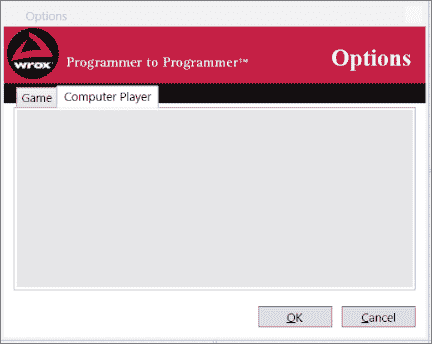 Options
wrox
Programmer to Programmer™
Options
Game
Computer Player
OK
Cancel